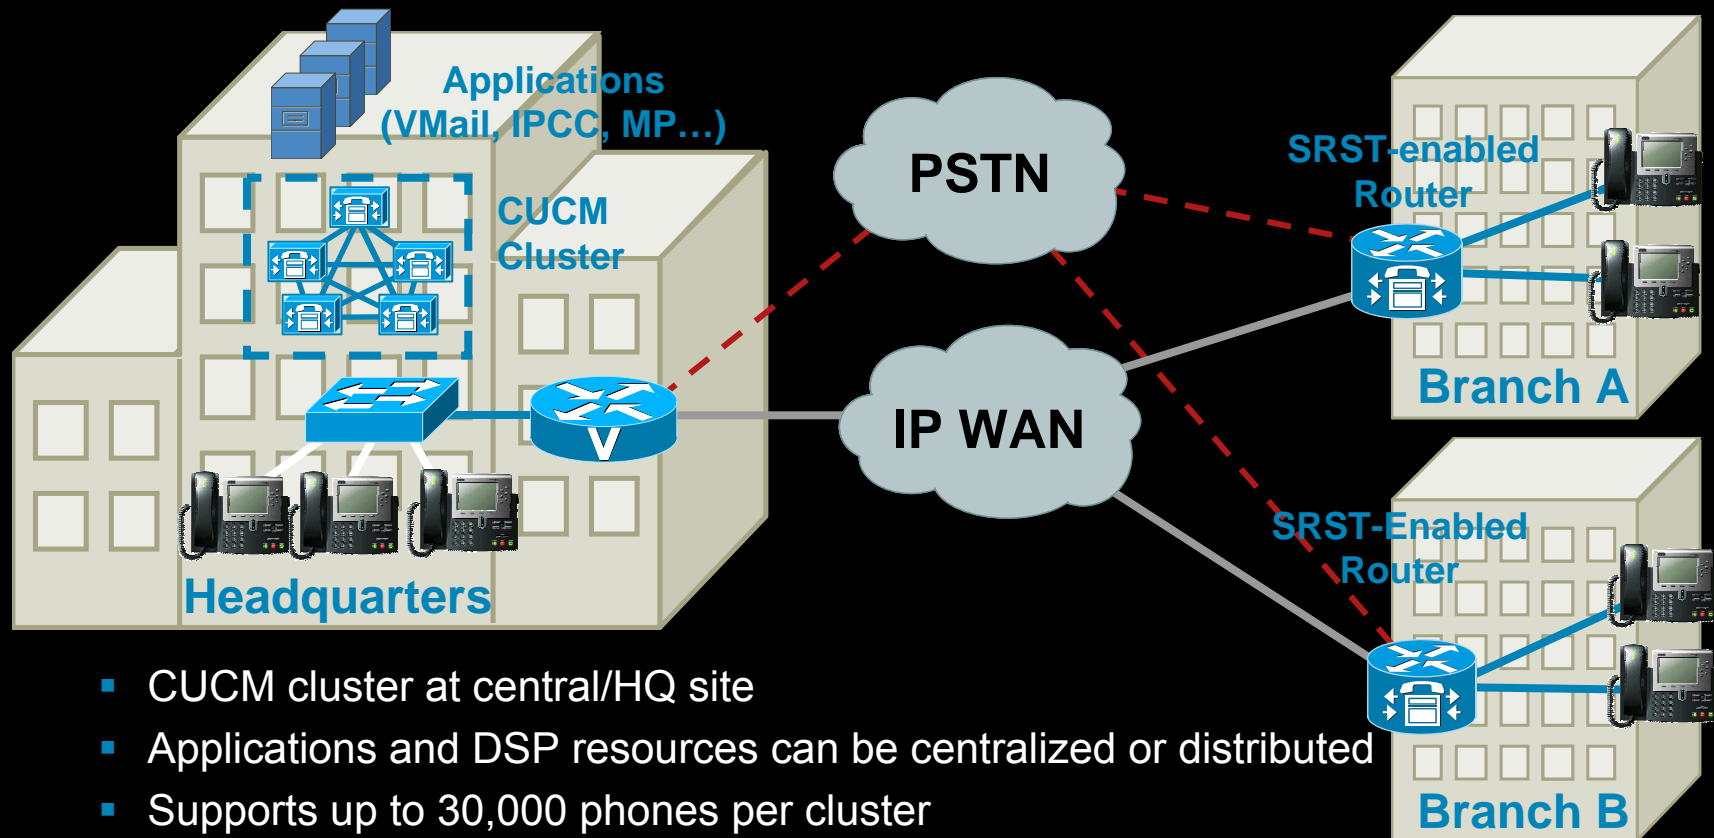 Applications
(VMail, IPCC, MP…)
CUCM
Cluster
PSTN
SRST-enabled
Router
Branch A
IP WAN
V
Headquarters
SRST-Enabled
Router
Branch B
CUCM cluster at central/HQ site
Applications and DSP resources can be centralized or distributed
Supports up to 30,000 phones per cluster